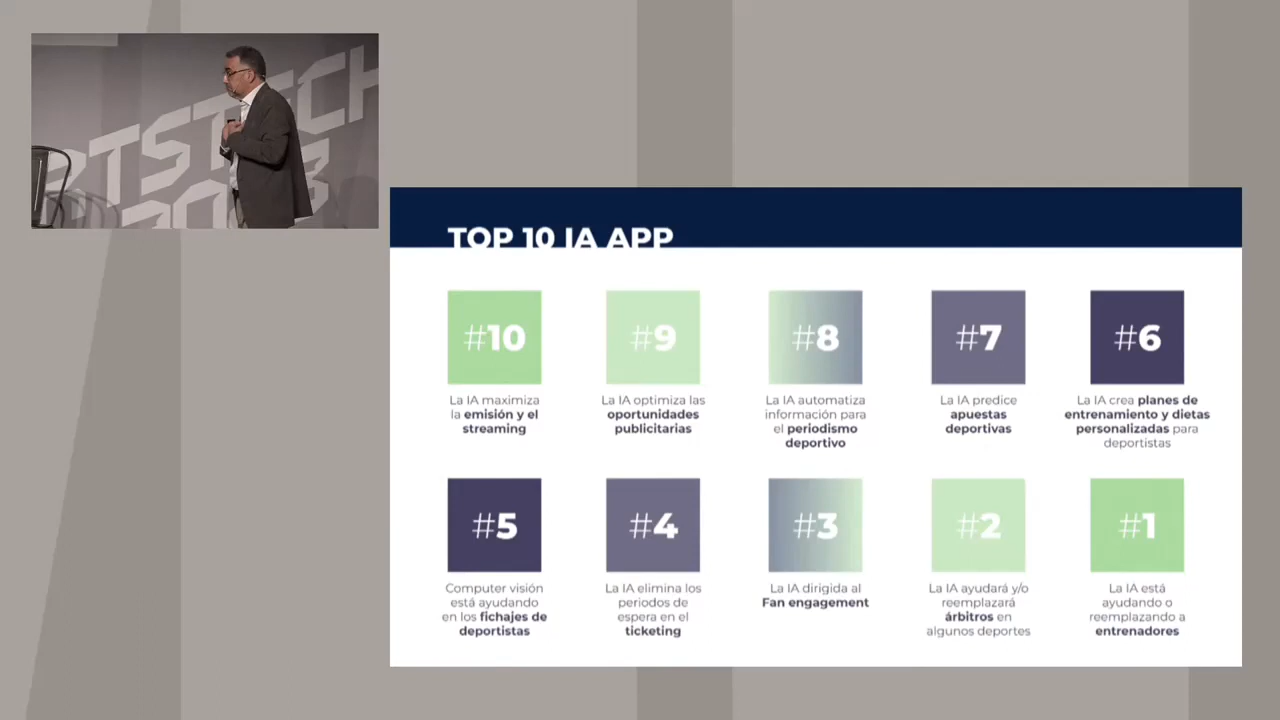 RTSTECH
2023
TOP 10 IA APP
#10
La IA maximiza
la emisión y el
streaming
#9
La IA optimiza las
oportunidades
publicitarias
#8
La IA automatiza
información para
el periodismo
deportivo
#7
La IA predice
apuestas
deportivas
#6
La IA crea planes de
entrenamiento y dietas
personalizadas para
deportistas
#5
Computer visión
está ayudando
en los fichajes de
deportistas
#4
La IA elimina los
periodos de
espera en el
ticketing
#3
La IA dirigida al
Fan engagement
#2
La IA ayudará y/o
reemplazará
árbitros en
algunos deportes
#1
La IA está
ayudando o
reemplazando a
entrenadores